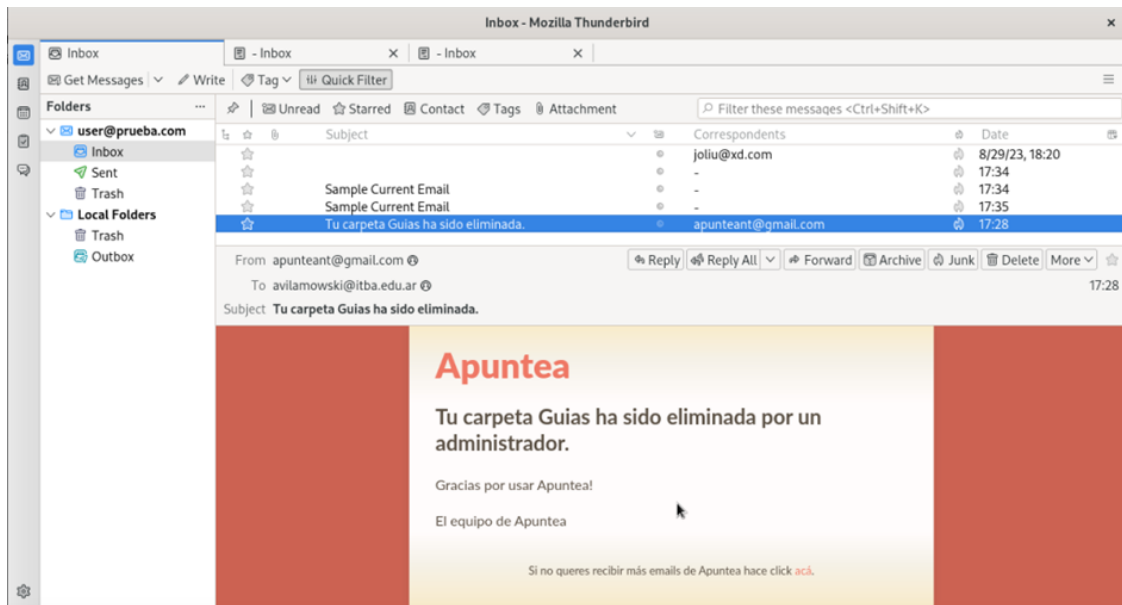 Inbox - Mozilla Thunderbird
Inbox - Inbox - Inbox
Get Messages Write Tag Quick Filter
Folders ... Unread Starred Contact Tags Attachment Filter these messages <Ctrl+Shift+K>
user@prueba.com Subject Correspondents Date
Inbox joliu@xd.com 8/29/23, 18:20
Sent - 17:34
Trash Sample Current Email - 17:34
Local Folders Sample Current Email - 17:35
Trash Tu carpeta Guias ha sido eliminada. apunteant@gmail.com 17:28
Outbox From apunteant@gmail.com Reply Reply All Forward Archive Junk Delete More
To avilamowski@itba.edu.ar 17:28
Subject Tu carpeta Guias ha sido eliminada.
Apuntea
Tu carpeta Guias ha sido eliminada por un
administrador.
Gracias por usar Apuntea!
El equipo de Apuntea
Si no queres recibir más emails de Apuntea hace click acá.